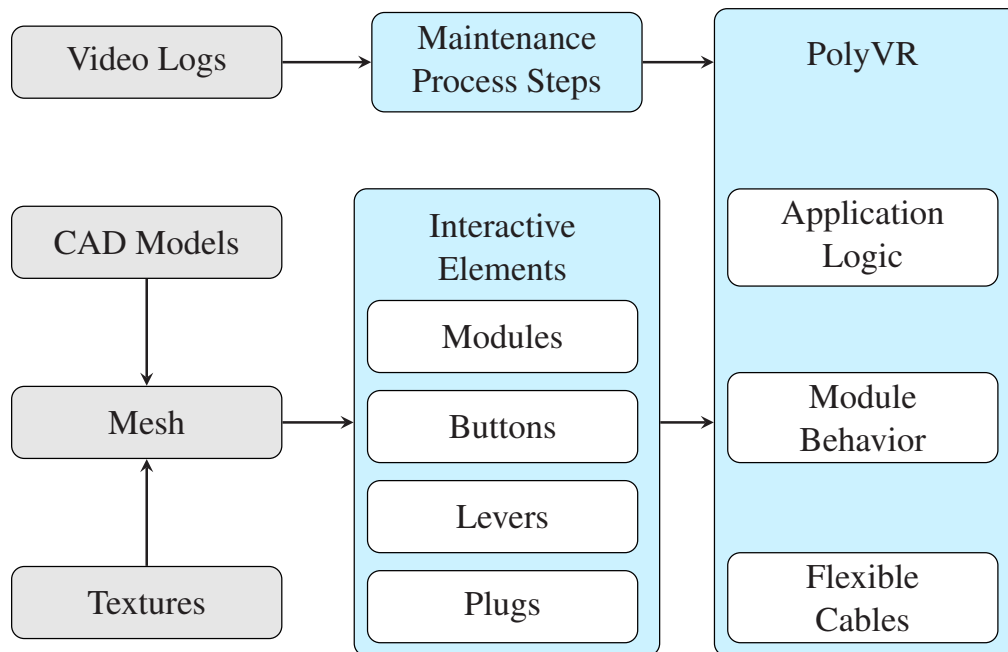 Video Logs
Maintenance
Process Steps
PolyVR
CAD Models
Interactive
Elements
Application
Logic
Modules
Mesh
Buttons
Module
Behavior
Levers
Textures
Plugs
Flexible
Cables